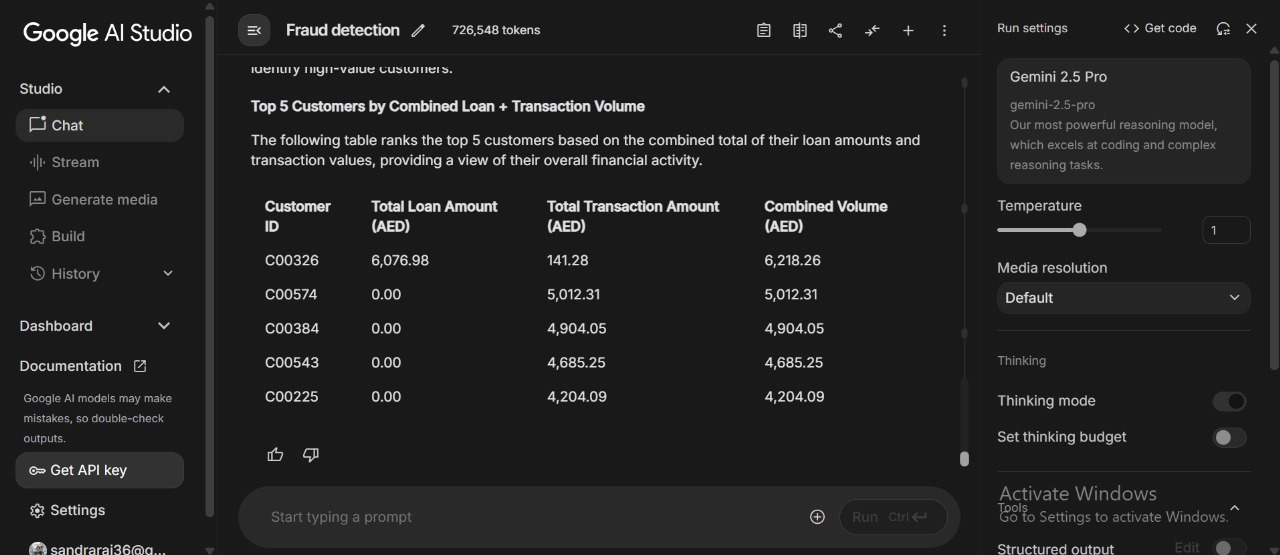 Google AI Studio
Studio
Chat
Stream
Generate media
Build
History
Dashboard
Documentation
Google AI models may make
mistakes, so double-check
outputs.
Get API key
Settings
sandraraj36@g...
Fraud detection
726,548 tokens
identify high-value customers.
Top 5 Customers by Combined Loan + Transaction Volume
The following table ranks the top 5 customers based on the combined total of their loan amounts and
transaction values, providing a view of their overall financial activity.
Customer ID Total Loan Amount (AED) Total Transaction Amount (AED) Combined Volume (AED)
C00326 6,076.98 141.28 6,218.26
C00574 0.00 5,012.31 5,012.31
C00384 0.00 4,904.05 4,904.05
C00543 0.00 4,685.25 4,685.25
C00225 0.00 4,204.09 4,204.09
Start typing a prompt
Run Ctrl
Run settings
<> Get code
Gemini 2.5 Pro
gemini-2.5-pro
Our most powerful reasoning model,
which excels at coding and complex
reasoning tasks.
Temperature
1
Media resolution
Default
Thinking
Thinking mode
Set thinking budget
Activate Windows
Tools
Go to Settings to activate Windows.
Structured output
Edit